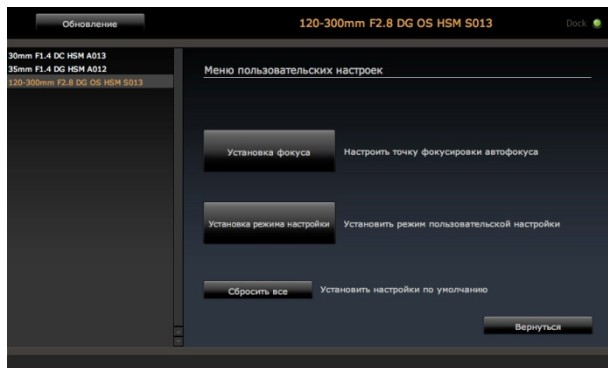 Обновление
120-300mm F2.8 DG OS HSM S013
Dock
30mm F1.4 DC HSM A013
35mm F1.4 DG HSM A012
120-300mm F2.8 DG OS HSM S013
Меню пользовательских настроек
Установка фокуса
Настроить точку фокусировки автофокуса
Установка режима настройки
Установить режим пользовательской настройки
Сбросить все
Установить настройки по умолчанию
Вернуться